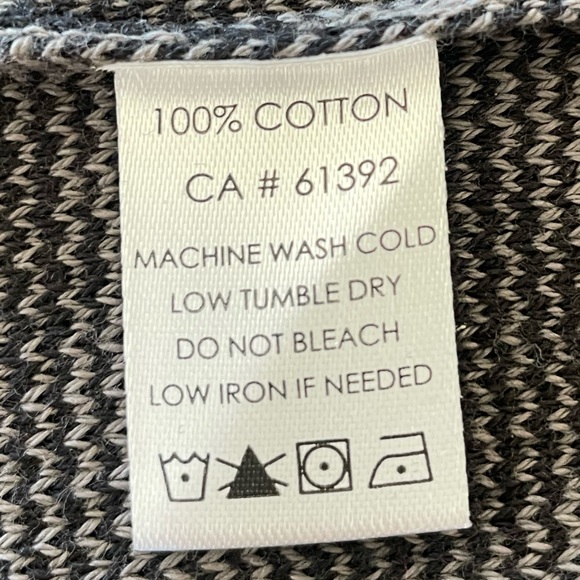 100% COTTON
CA # 61392
MACHINE WASH COLD
LOW TUMBLE DRY
DO NOT BLEACH
LOW IRON IF NEEDED